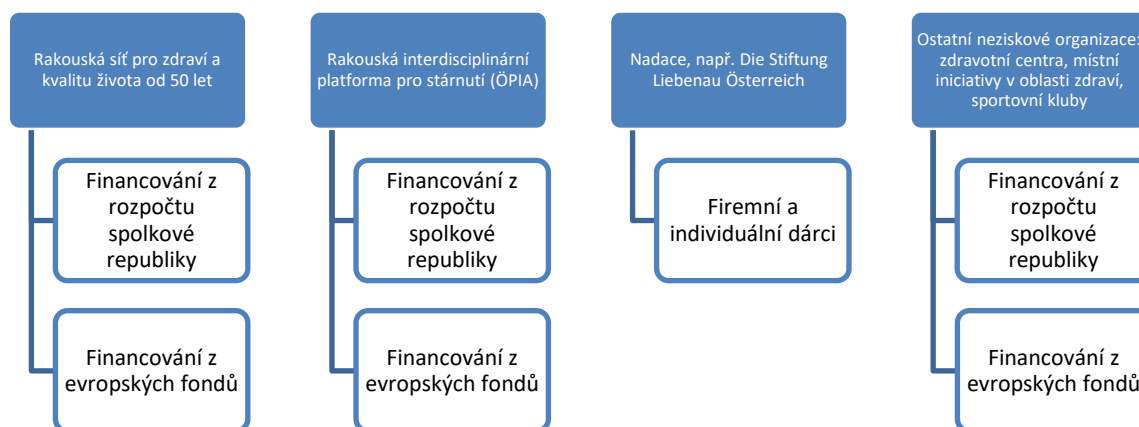 Rakouská síť pro zdraví a
kvalitu života od 50 let
Financování z
rozpočtu
spolkové
republiky
Financování z
evropských fondů
Rakouská interdisciplinární
platforma pro stárnutí (ÖPIA)
Financování z
rozpočtu
spolkové
republiky
Financování z
evropských fondů
Nadace, např. Die Stiftung
Liebenau Österreich
Firemní a
individuální dárci
Ostatní neziskové organizace:
zdravotní centra, místní
iniciativy v oblasti zdraví,
sportovní kluby
Financování z
rozpočtu
spolkové
republiky
Financování z
evropských fondů